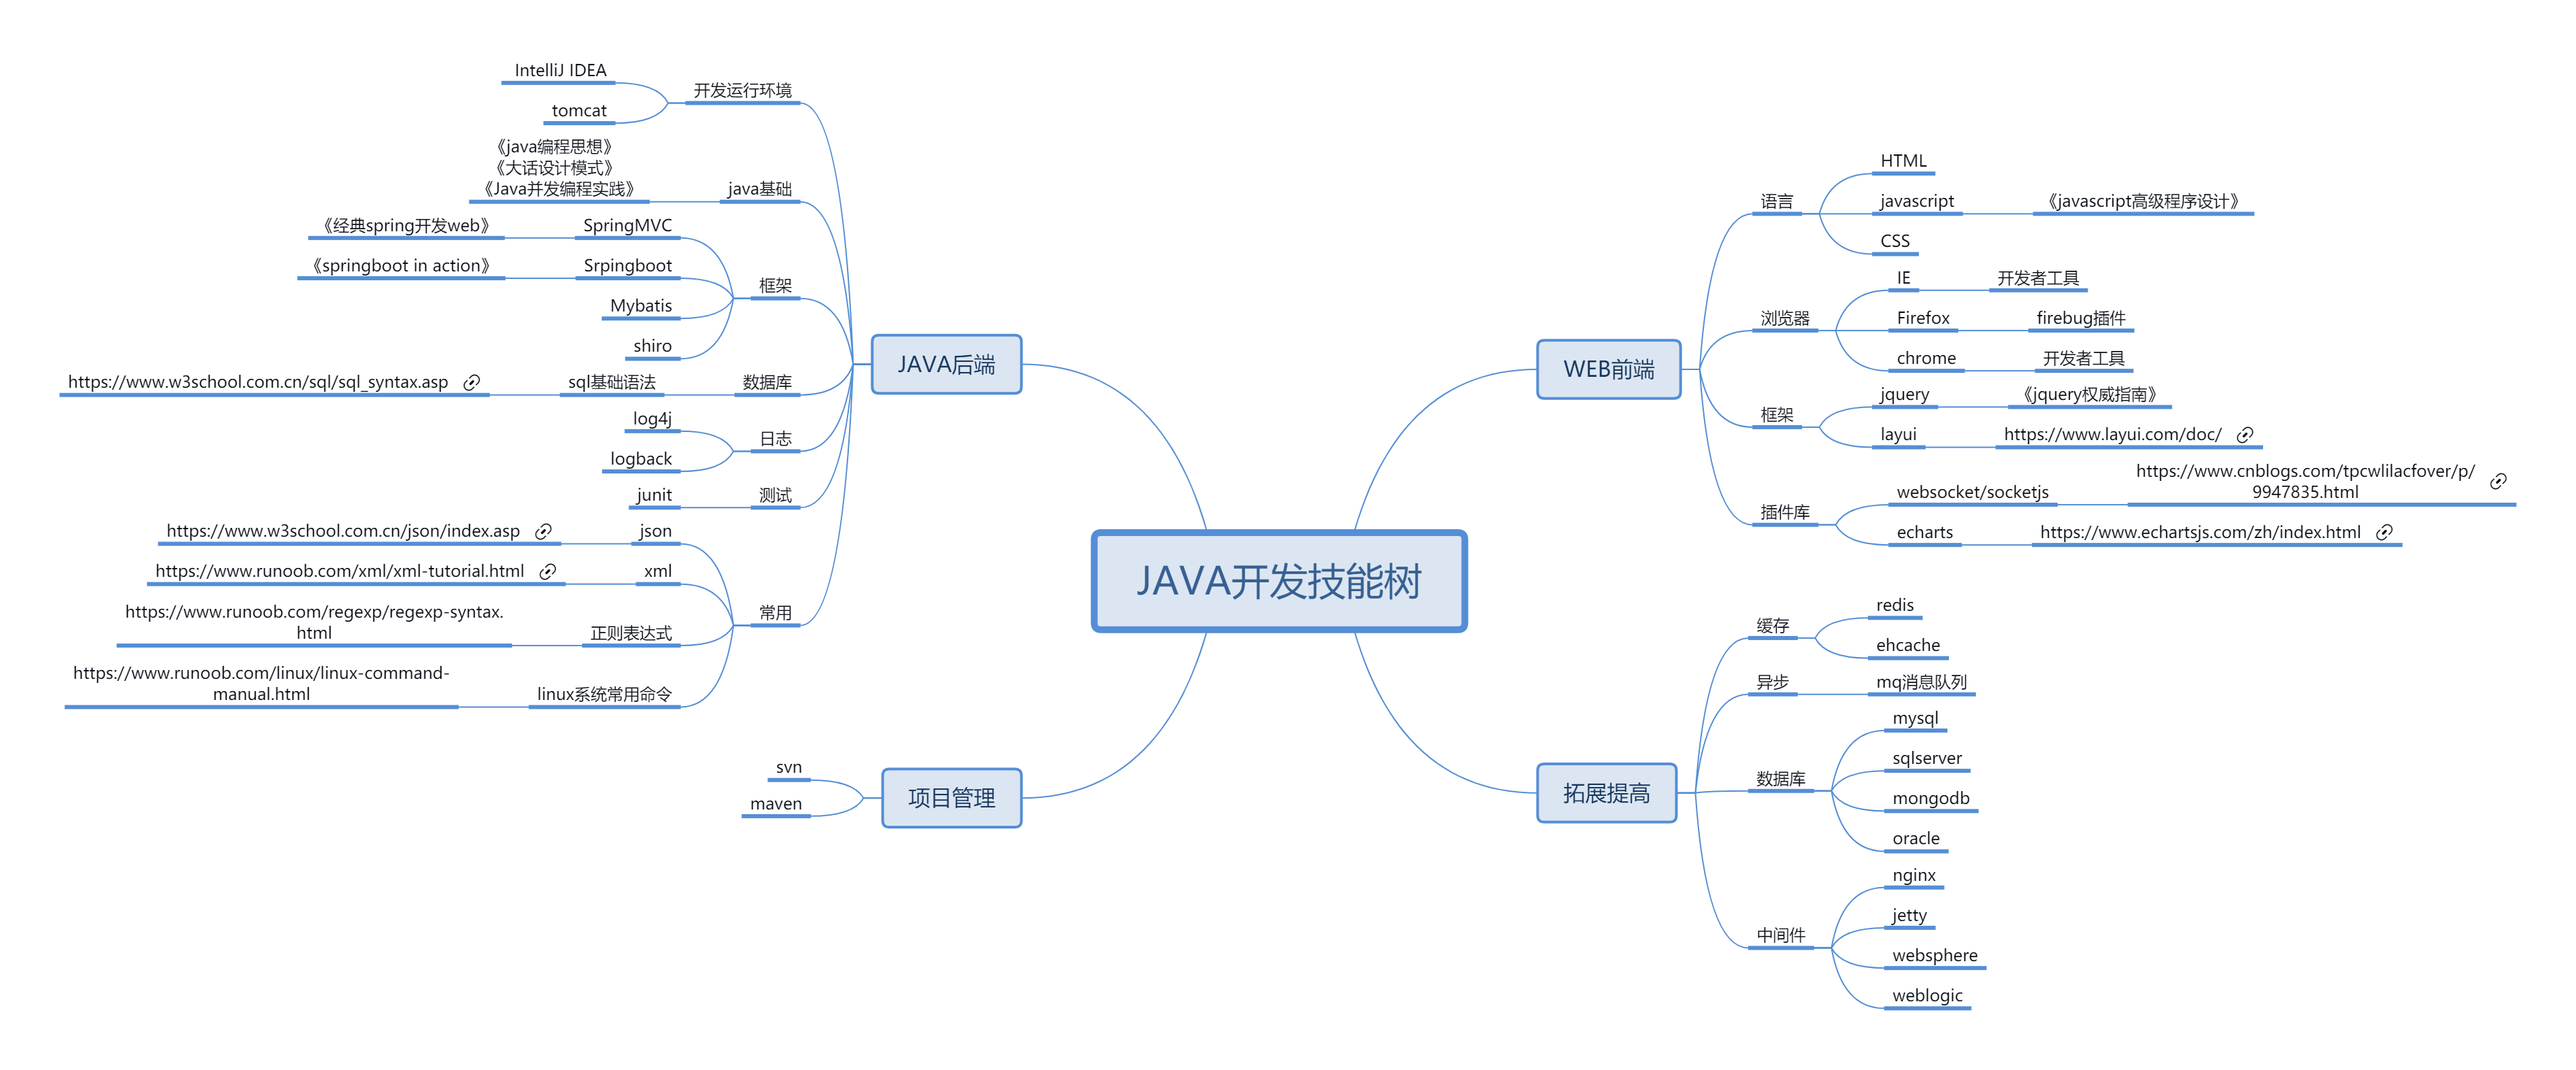 JAVA开发技能树
JAVA后端
开发运行环境
IntelliJ IDEA
tomcat
java基础
《java编程思想》
《大话设计模式》
《Java并发编程实践》
框架
SpringMVC
《经典spring开发web》
Srpingboot
《springboot in action》
Mybatis
shiro
数据库
sql基础语法
https://www.w3school.com.cn/sql/sql_syntax.asp
日志
log4j
logback
测试
junit
常用
json
https://www.w3school.com.cn/json/index.asp
xml
https://www.runoob.com/xml/xml-tutorial.html
正则表达式
https://www.runoob.com/regexp/regexp-syntax.
html
linux系统常用命令
https://www.runoob.com/linux/linux-command-
manual.html
项目管理
svn
maven
WEB前端
语言
HTML
javascript
《javascript高级程序设计》
CSS
浏览器
IE
开发者工具
Firefox
firebug插件
chrome
开发者工具
框架
jquery
《jquery权威指南》
layui
https://www.layui.com/doc/
插件库
websocket/socketjs
https://www.cnblogs.com/tpcwlilacfover/p/
9947835.html
echarts
https://www.echartsjs.com/zh/index.html
拓展提高
缓存
redis
ehcache
异步
mq消息队列
数据库
mysql
sqlserver
mongodb
oracle
中间件
nginx
jetty
websphere
weblogic